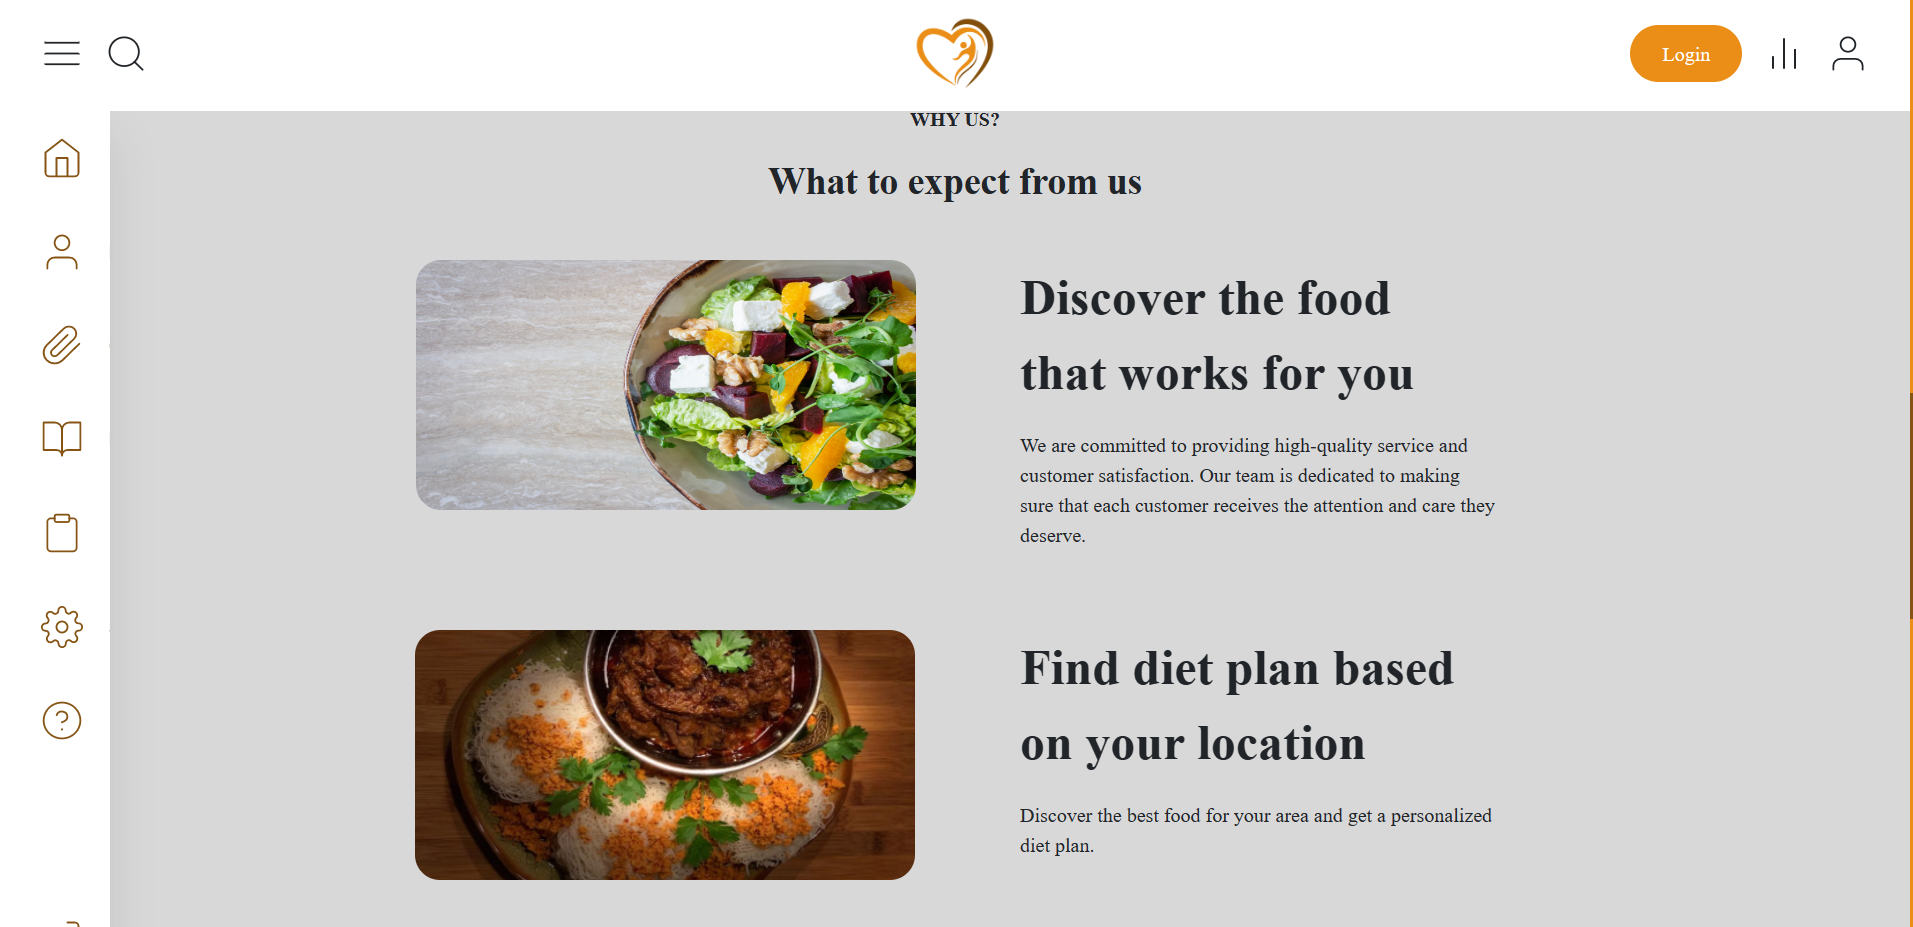 Login
WHY US?
What to expect from us
Discover the food
that works for you
We are committed to providing high-quality service and
customer satisfaction. Our team is dedicated to making
sure that each customer receives the attention and care they
deserve.
Find diet plan based
on your location
Discover the best food for your area and get a personalized
diet plan.